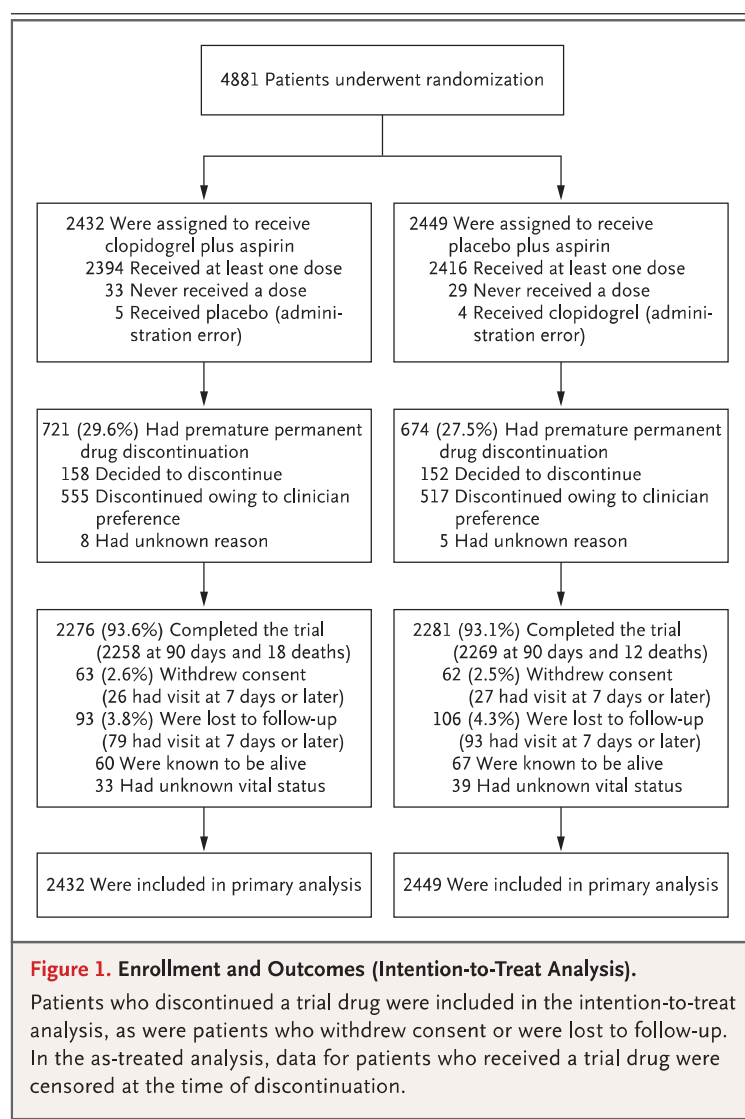 4881 Patients underwent randomization
2432 Were assigned to receive
clopidogrel plus aspirin
2394 Received at least one dose
33 Never received a dose
5 Received placebo (admini-
stration error)
2449 Were assigned to receive
placebo plus aspirin
2416 Received at least one dose
29 Never received a dose
4 Received clopidogrel (admini-
stration error)
721 (29.6%) Had premature permanent
drug discontinuation
158 Decided to discontinue
555 Discontinued owing to clinician
preference
8 Had unknown reason
674 (27.5%) Had premature permanent
drug discontinuation
152 Decided to discontinue
517 Discontinued owing to clinician
preference
5 Had unknown reason
2276 (93.6%) Completed the trial
(2258 at 90 days and 18 deaths)
63 (2.6%) Withdrew consent
(26 had visit at 7 days or later)
93 (3.8%) Were lost to follow-up
(79 had visit at 7 days or later)
60 Were known to be alive
33 Had unknown vital status
2281 (93.1%) Completed the trial
(2269 at 90 days and 12 deaths)
62 (2.5%) Withdrew consent
(27 had visit at 7 days or later)
106 (4.3%) Were lost to follow-up
(93 had visit at 7 days or later)
67 Were known to be alive
39 Had unknown vital status
2432 Were included in primary analysis
2449 Were included in primary analysis
Figure 1. Enrollment and Outcomes (Intention-to-Treat Analysis).
Patients who discontinued a trial drug were included in the intention-to-treat
analysis, as were patients who withdrew consent or were lost to follow-up.
In the as-treated analysis, data for patients who received a trial drug were
censored at the time of discontinuation.